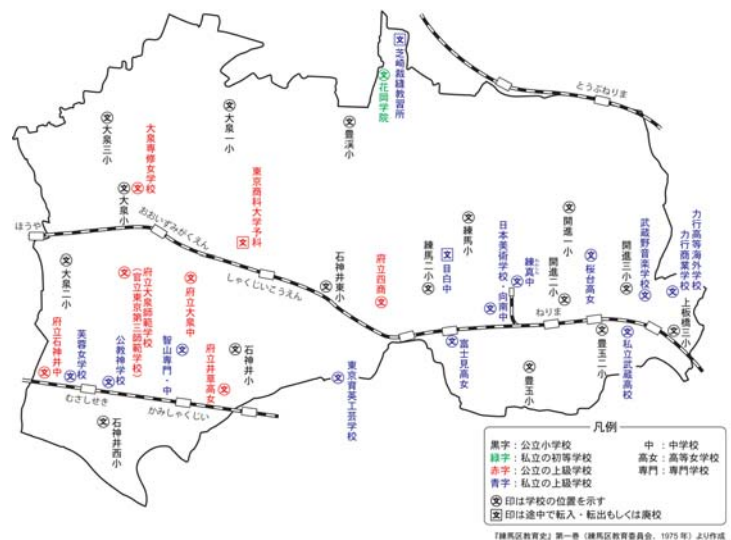 芝崎裁縫教習所
花岡学院
とうぶねりま
大泉三小
大泉一小
豊溪小
大泉専修女学校
大泉小
東京商科大学予科
ほうや
おおいずみがくえん
しゃくじいこうえん
大泉二小
府立大泉師範学校
（官立東京第三師範学校）
府立大泉中
石神井東小
府立四商
練馬二小
目白中
練馬小
日本美術学校・向南中
練真中
開進一小
開進二小
桜台高女
開進三小
武蔵野音楽学校
力行高等海外学校
力行商業学校
上板橋三小
ねりま
府立石神井中
芙蓉女学校
公教神学校
智山専門・中
府立井草高女
石神井小
むさしせき
かみしゃくじい
石神井西小
東京育英工芸学校
富士見高女
豊玉小
豊玉二小
私立武蔵高校
凡例
黒字：公立小学校
緑字：私立の初等学校
赤字：公立の上級学校
青字：私立の上級学校
中：中学校
高女：高等女学校
専門：専門学校
文印は学校の位置を示す
文印は途中で転入・転出もしくは廃校
『練馬区教育史』第一巻（練馬区教育委員会、1975年）より作成